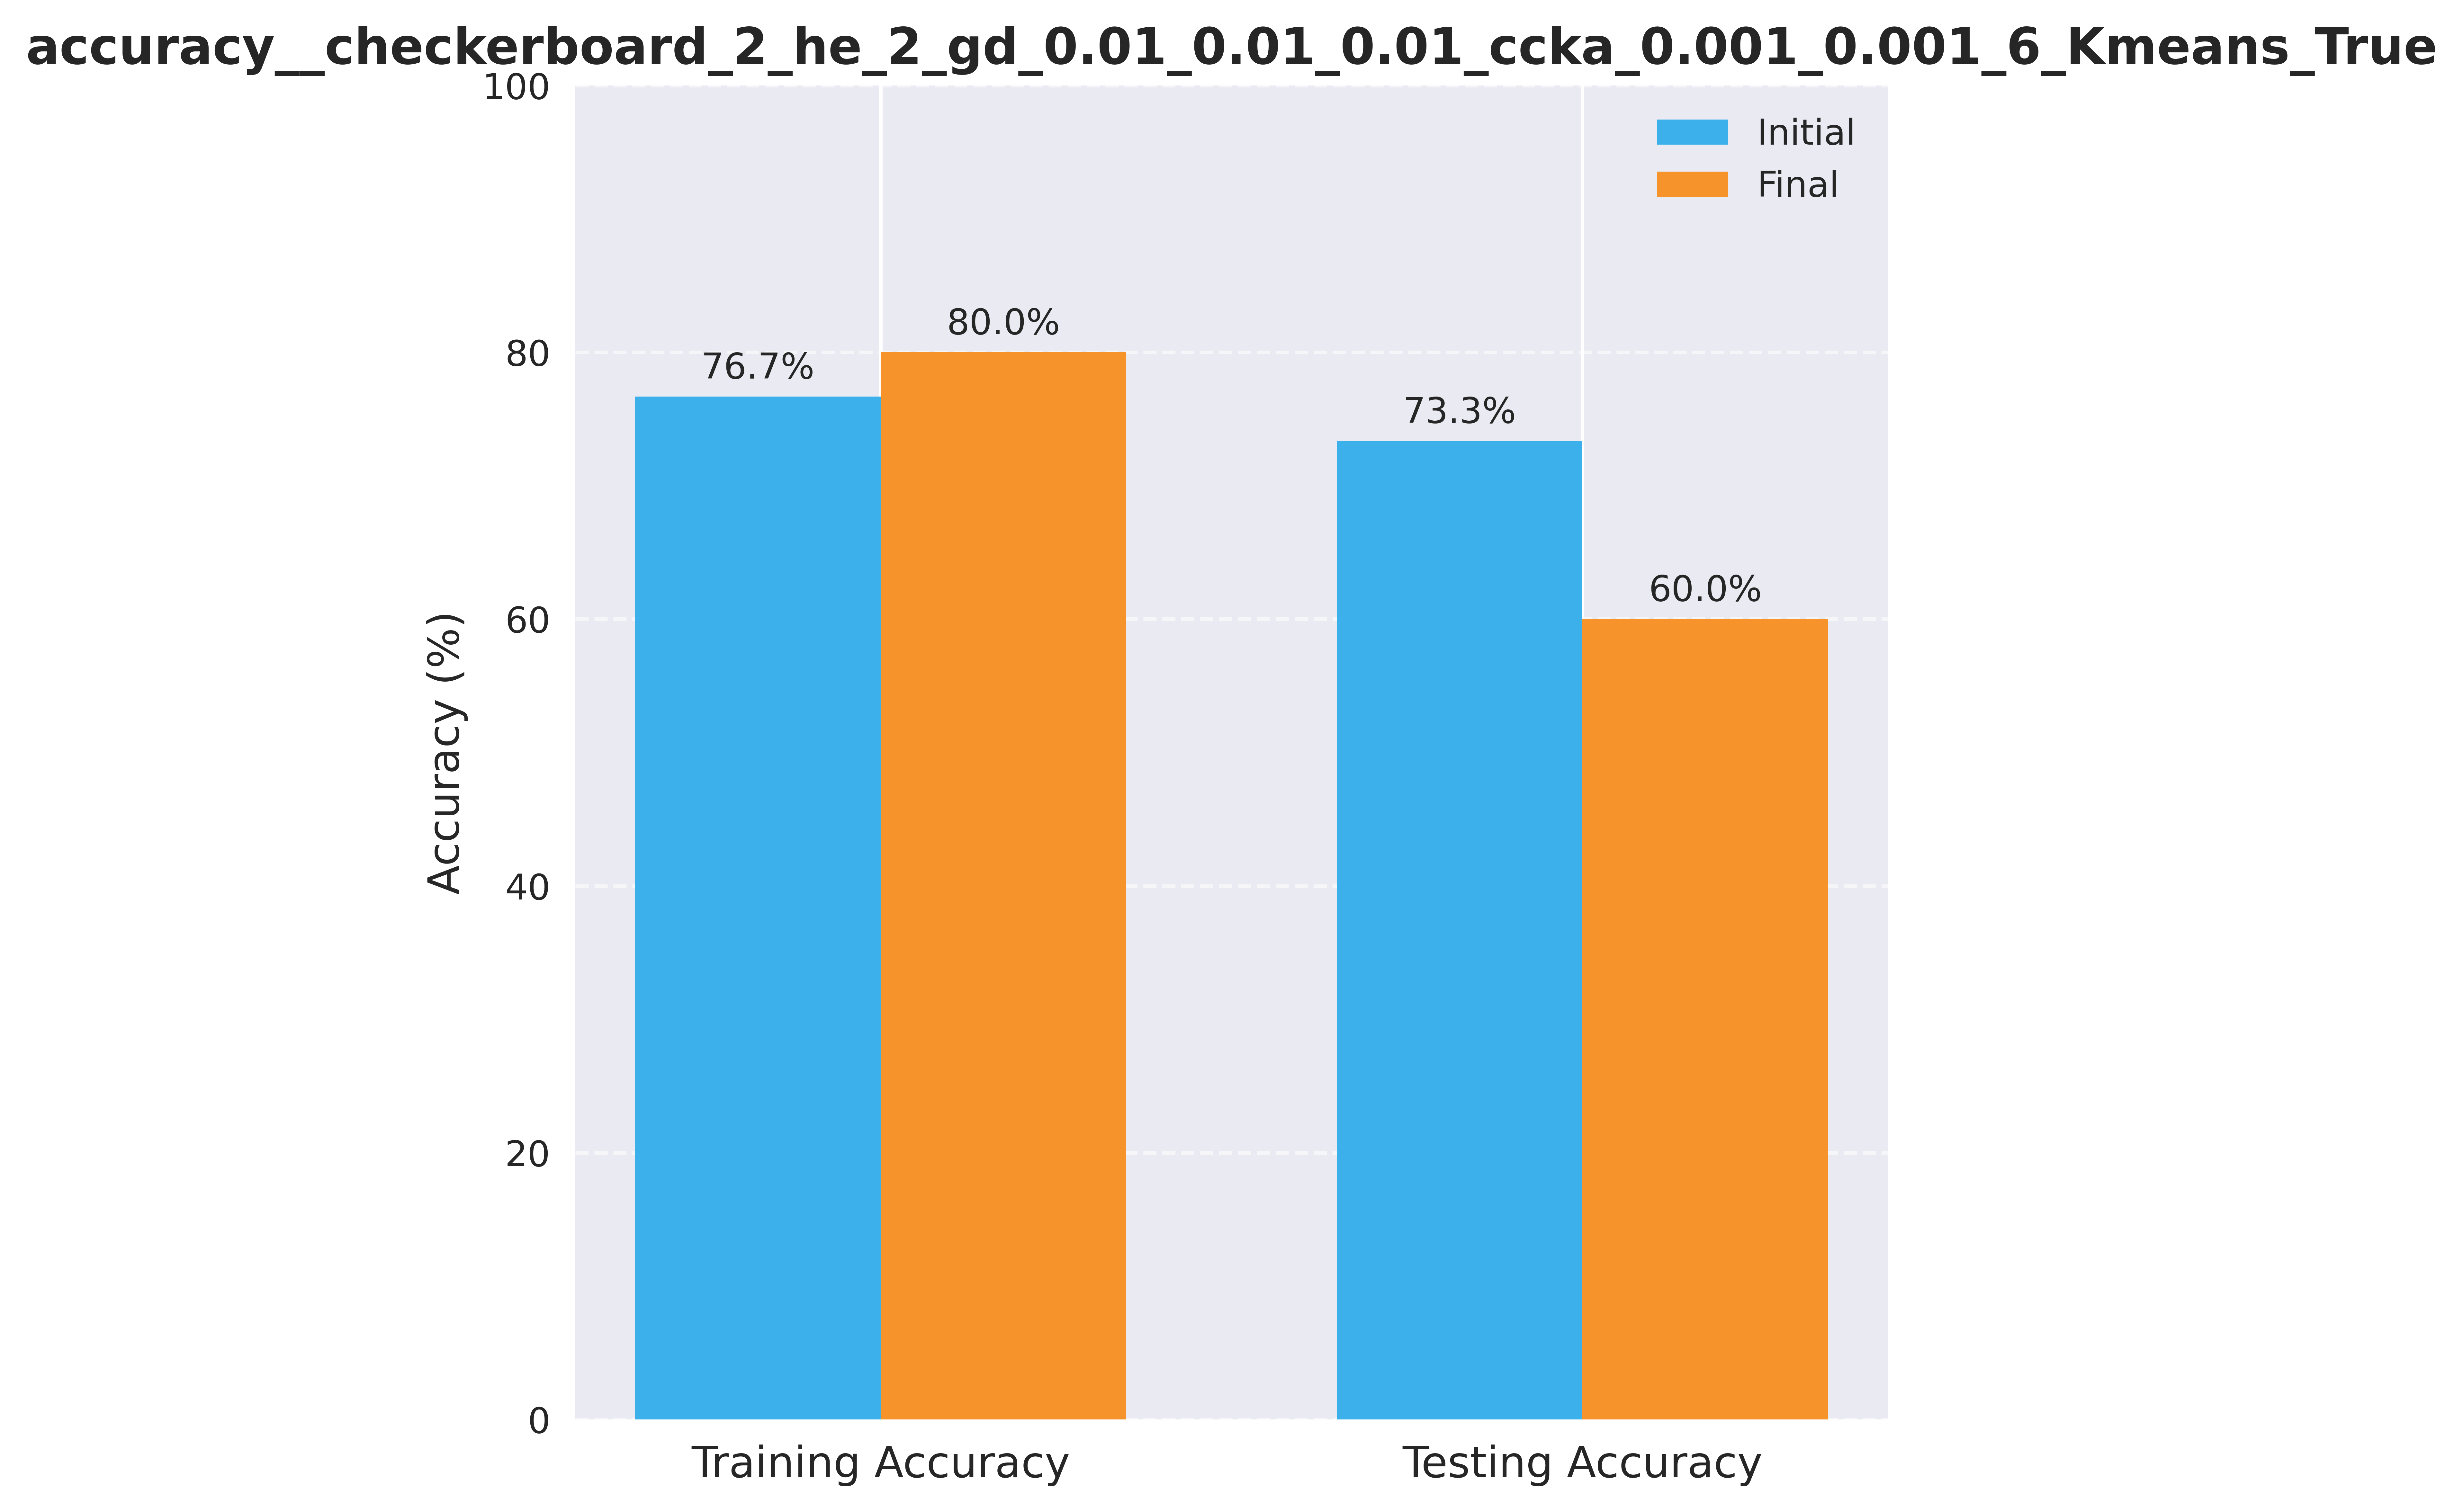 accuracy__checkerboard_2_he_2_gd_0.01_0.01_0.01_ccka_0.001_0.001_6_Kmeans_True
100
80
60
40
20
0
Accuracy (%)
Initial
Final
76.7%
80.0%
73.3%
60.0%
Training Accuracy
Testing Accuracy